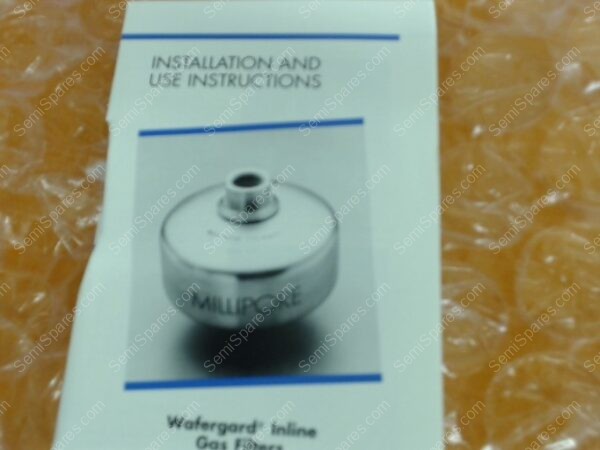 INSTALLATION AND
USE INSTRUCTIONS
MILLIPORE
Wafergard® Inline
Gas Filters
SemiSpares.com